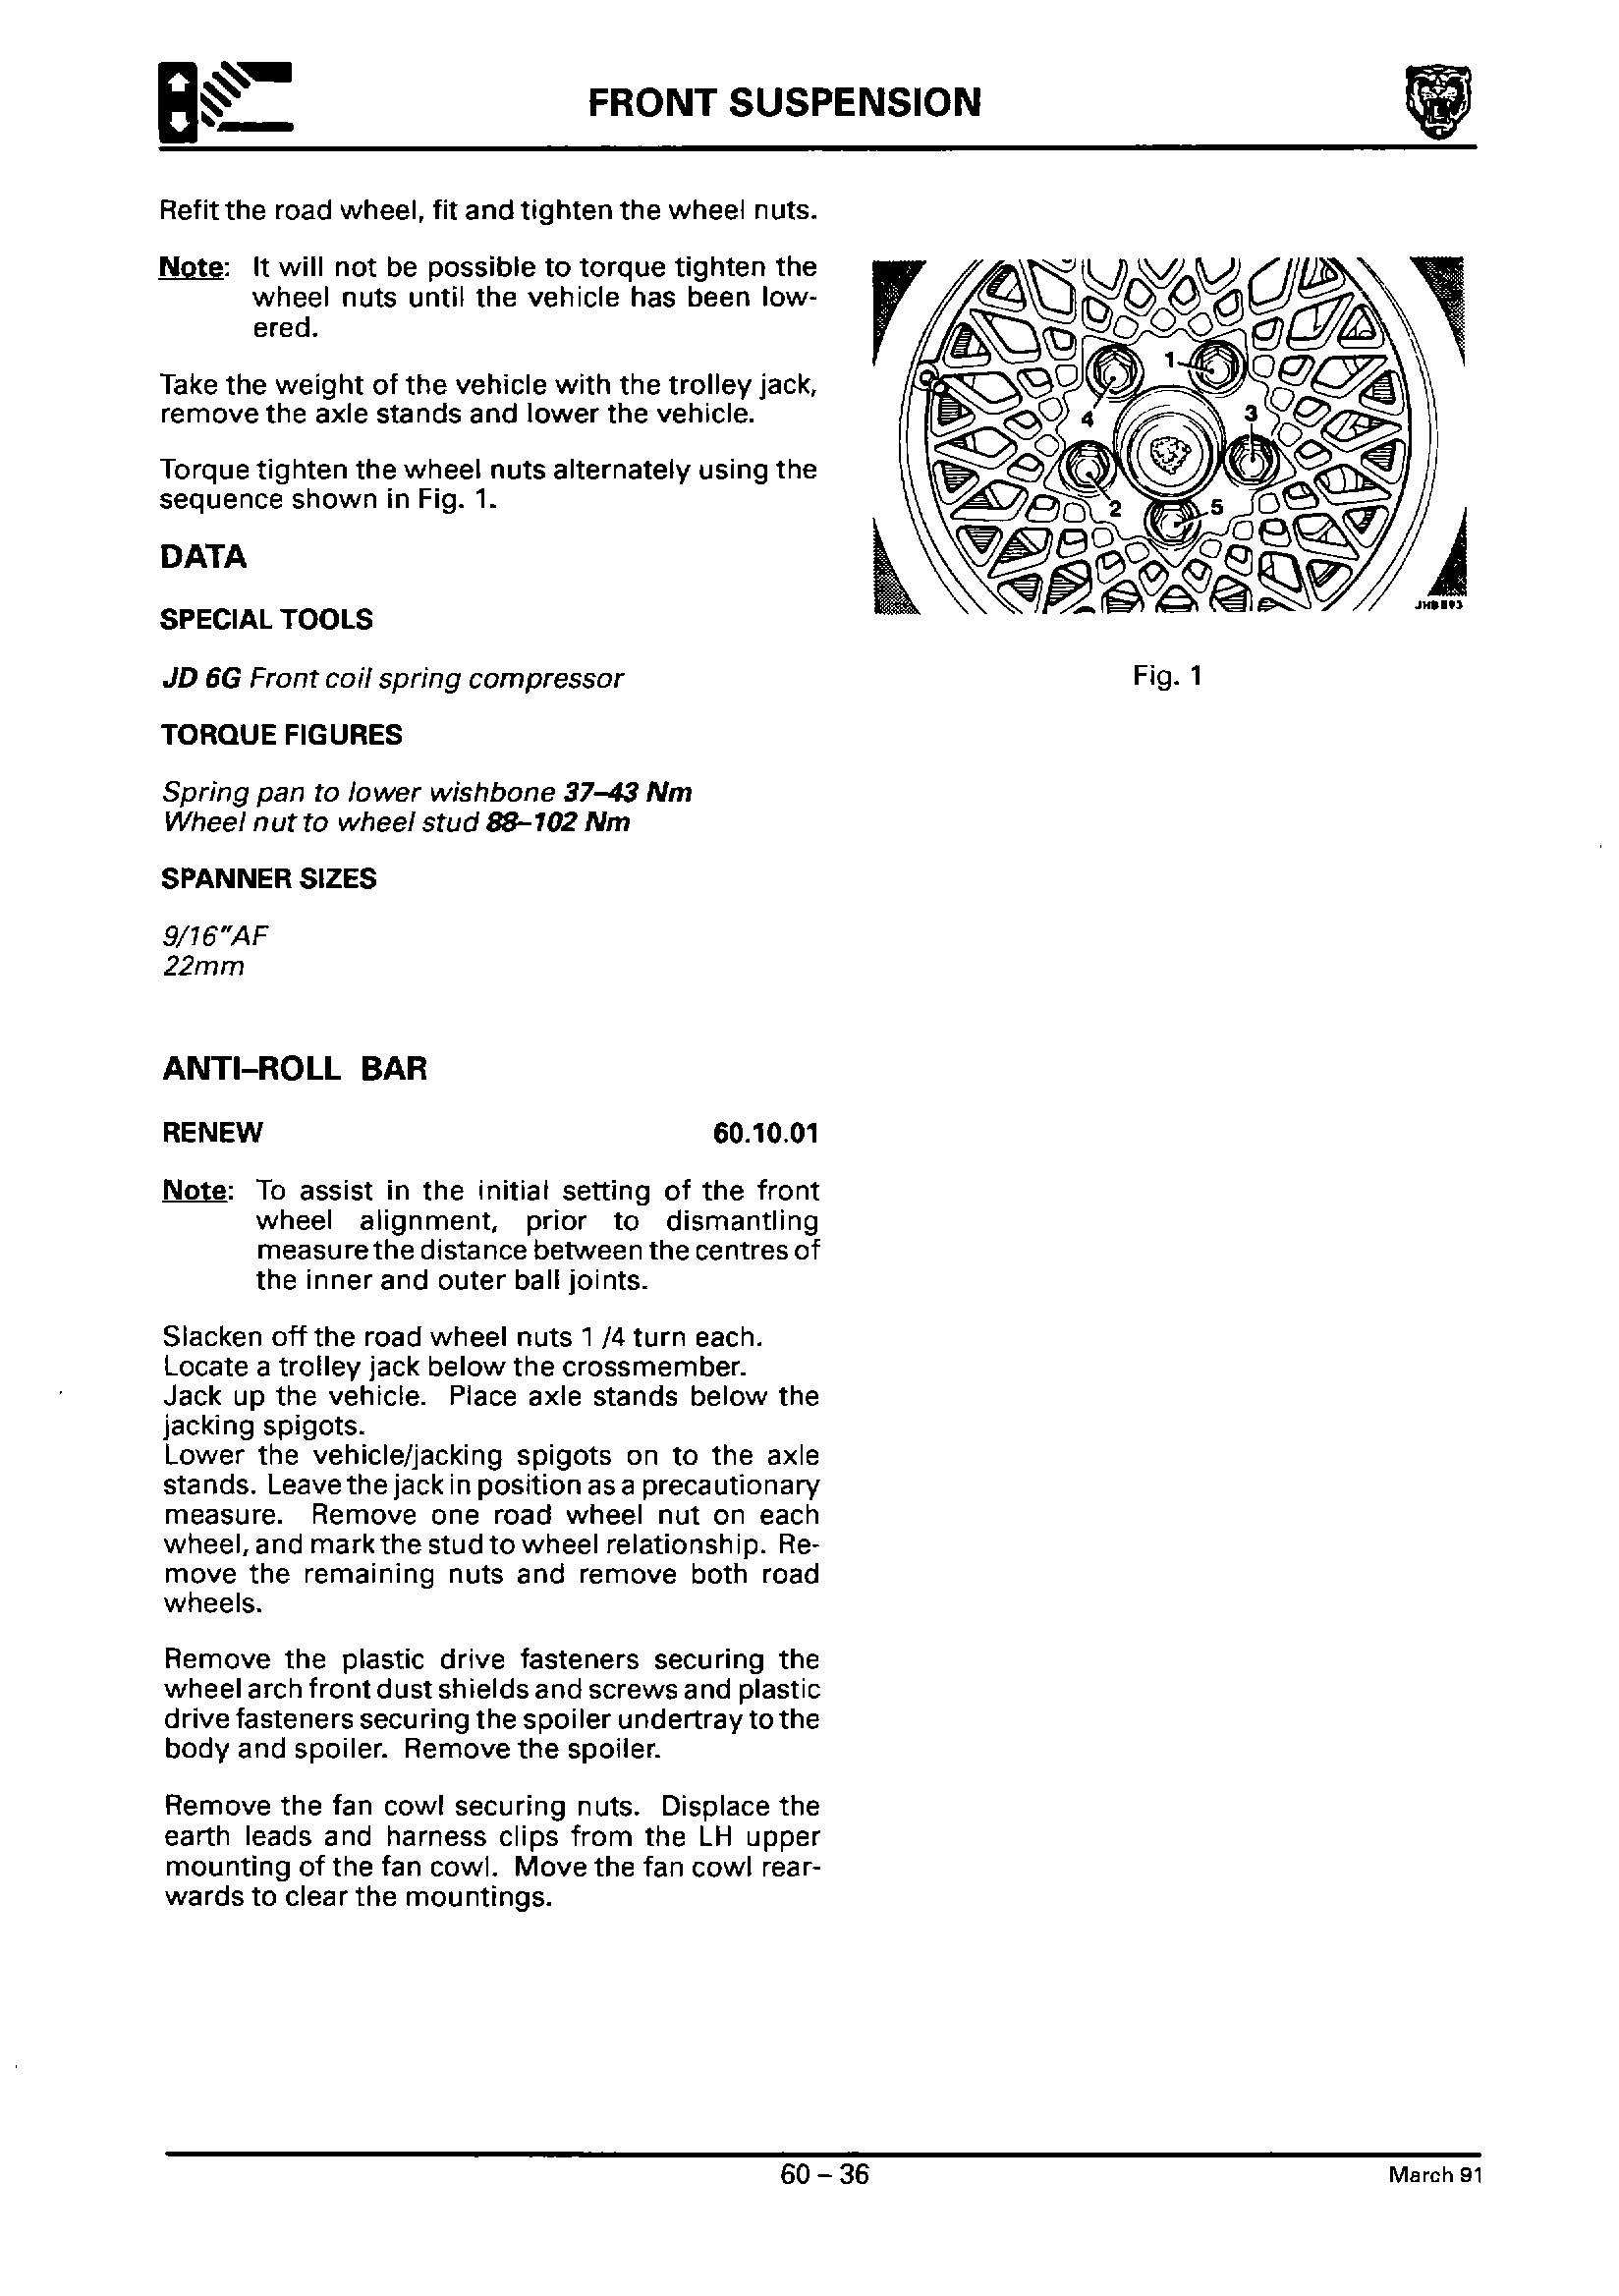 FRONT SUSPENSION
Refit the road wheel, fit and tighten the wheel nuts.
Note: It will not be possible to torque tighten the
wheel nuts until the vehicle has been low-
ered.
Take the weight of the vehicle with the trolley jack,
remove the axle stands and lower the vehicle.
Torque tighten the wheel nuts alternately using the
sequence shown in Fig. 1.
DATA
SPECIAL TOOLS
JD 6G Front coil spring compressor
TORQUE FIGURES
Spring pan to lower wishbone 37–43 Nm
Wheel nut to wheel stud 88–102 Nm
SPANNER SIZES
9/16"AF
22mm
ANTI–ROLL BAR
RENEW 60.10.01
Note: To assist in the initial setting of the front
wheel alignment, prior to dismantling
measure the distance between the centres of
the inner and outer ball joints.
Slacken off the road wheel nuts 1 /4 turn each.
Locate a trolley jack below the crossmember.
Jack up the vehicle. Place axle stands below the
jacking spigots.
Lower the vehicle/jacking spigots on to the axle
stands. Leave the jack in position as a precautionary
measure. Remove one road wheel nut on each
wheel, and mark the stud to wheel relationship. Re-
move the remaining nuts and remove both road
wheels.
Remove the plastic drive fasteners securing the
wheel arch front dust shields and screws and plastic
drive fasteners securing the spoiler undertray to the
body and spoiler. Remove the spoiler.
Remove the fan cowl securing nuts. Displace the
earth leads and harness clips from the LH upper
mounting of the fan cowl. Move the fan cowl rear-
wards to clear the mountings.
1
4
3
2
5
Fig. 1
60 – 36
March 91